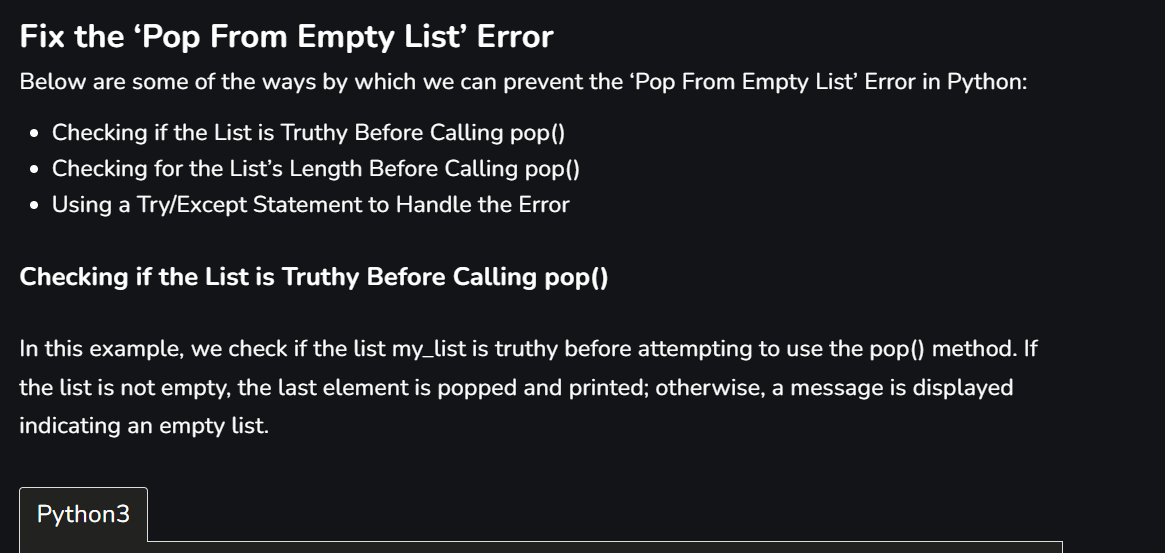 Fix the ‘Pop From Empty List’ Error
Below are some of the ways by which we can prevent the ‘Pop From Empty List’ Error in Python:
• Checking if the List is Truthy Before Calling pop()
• Checking for the List’s Length Before Calling pop()
• Using a Try/Except Statement to Handle the Error
Checking if the List is Truthy Before Calling pop()
In this example, we check if the list my_list is truthy before attempting to use the pop() method. If
the list is not empty, the last element is popped and printed; otherwise, a message is displayed
indicating an empty list.
Python3